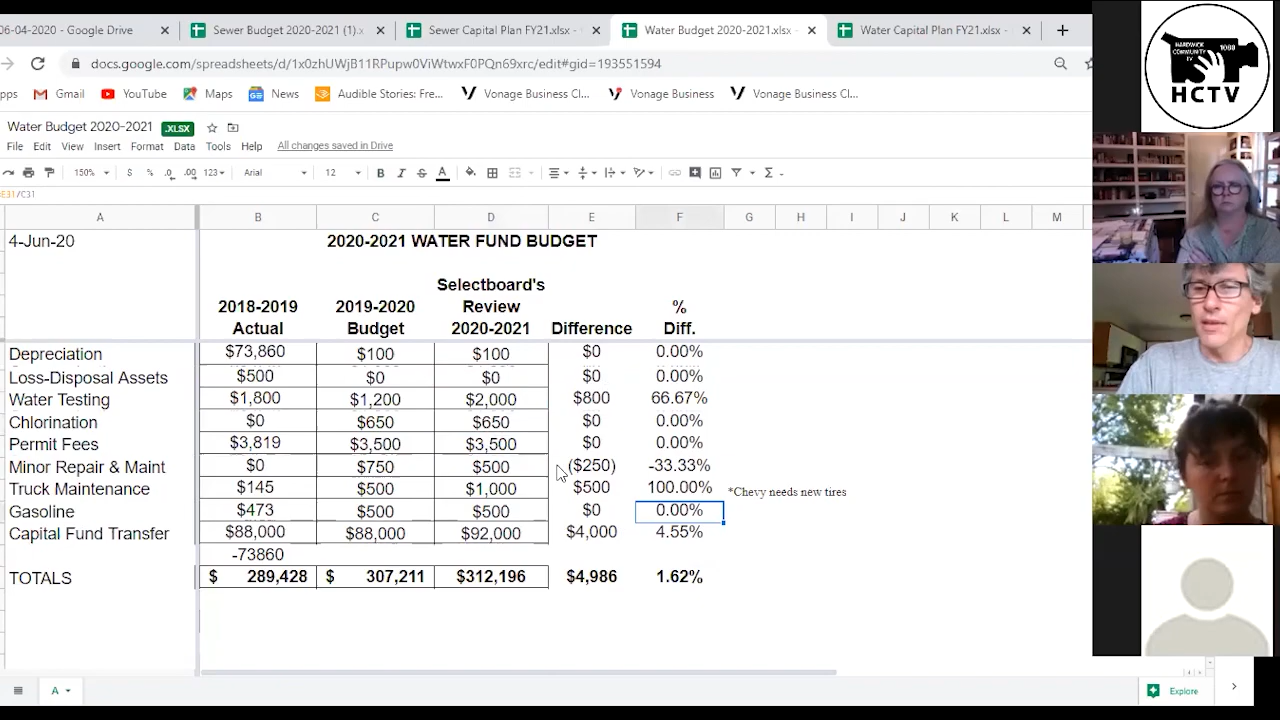 06-04-2020 - Google Drive × Sewer Budget 2020-2021 (1).x × Sewer Capital Plan FY21.xlsx - × Water Budget 2020-2021.xlsx - × Water Capital Plan FY21.xlsx - × +
docs.google.com/spreadsheets/d/1x0zhUWjB11RPupw0ViWtwxF0PQn69xnc/edit#gid=193551594
pps Gmail YouTube Maps News Audible Stories: Fre... Vonage Business Cl... Vonage Business Vonage Business Cl...
Water Budget 2020-2021 .XLSX
File Edit View Insert Format Data Tools Help All changes saved in Drive
150% $ % .0 .00 123 Arial 12 B I S A
E31/C31
A B C D E F G H I J K L M
4-Jun-20 2020-2021 WATER FUND BUDGET
Selectboard's
2018-2019 2019-2020 Review %
Actual Budget 2020-2021 Difference Diff.
Depreciation $73,860 $100 $100 $0 0.00%
Loss-Disposal Assets $500 $0 $0 $0 0.00%
Water Testing $1,800 $1,200 $2,000 $800 66.67%
Chlorination $0 $650 $650 $0 0.00%
Permit Fees $3,819 $3,500 $3,500 $0 0.00%
Minor Repair & Maint $0 $750 $500 ($250) -33.33%
Truck Maintenance $145 $500 $1,000 $500 100.00% *Chevy needs new tires
Gasoline $473 $500 $500 $0 0.00%
Capital Fund Transfer $88,000 $88,000 $92,000 $4,000 4.55%
-73860
TOTALS $ 289,428 $ 307,211 $312,196 $4,986 1.62%
A Explore
HARDWICK
COMMUNITY
TV
1080
HCTV